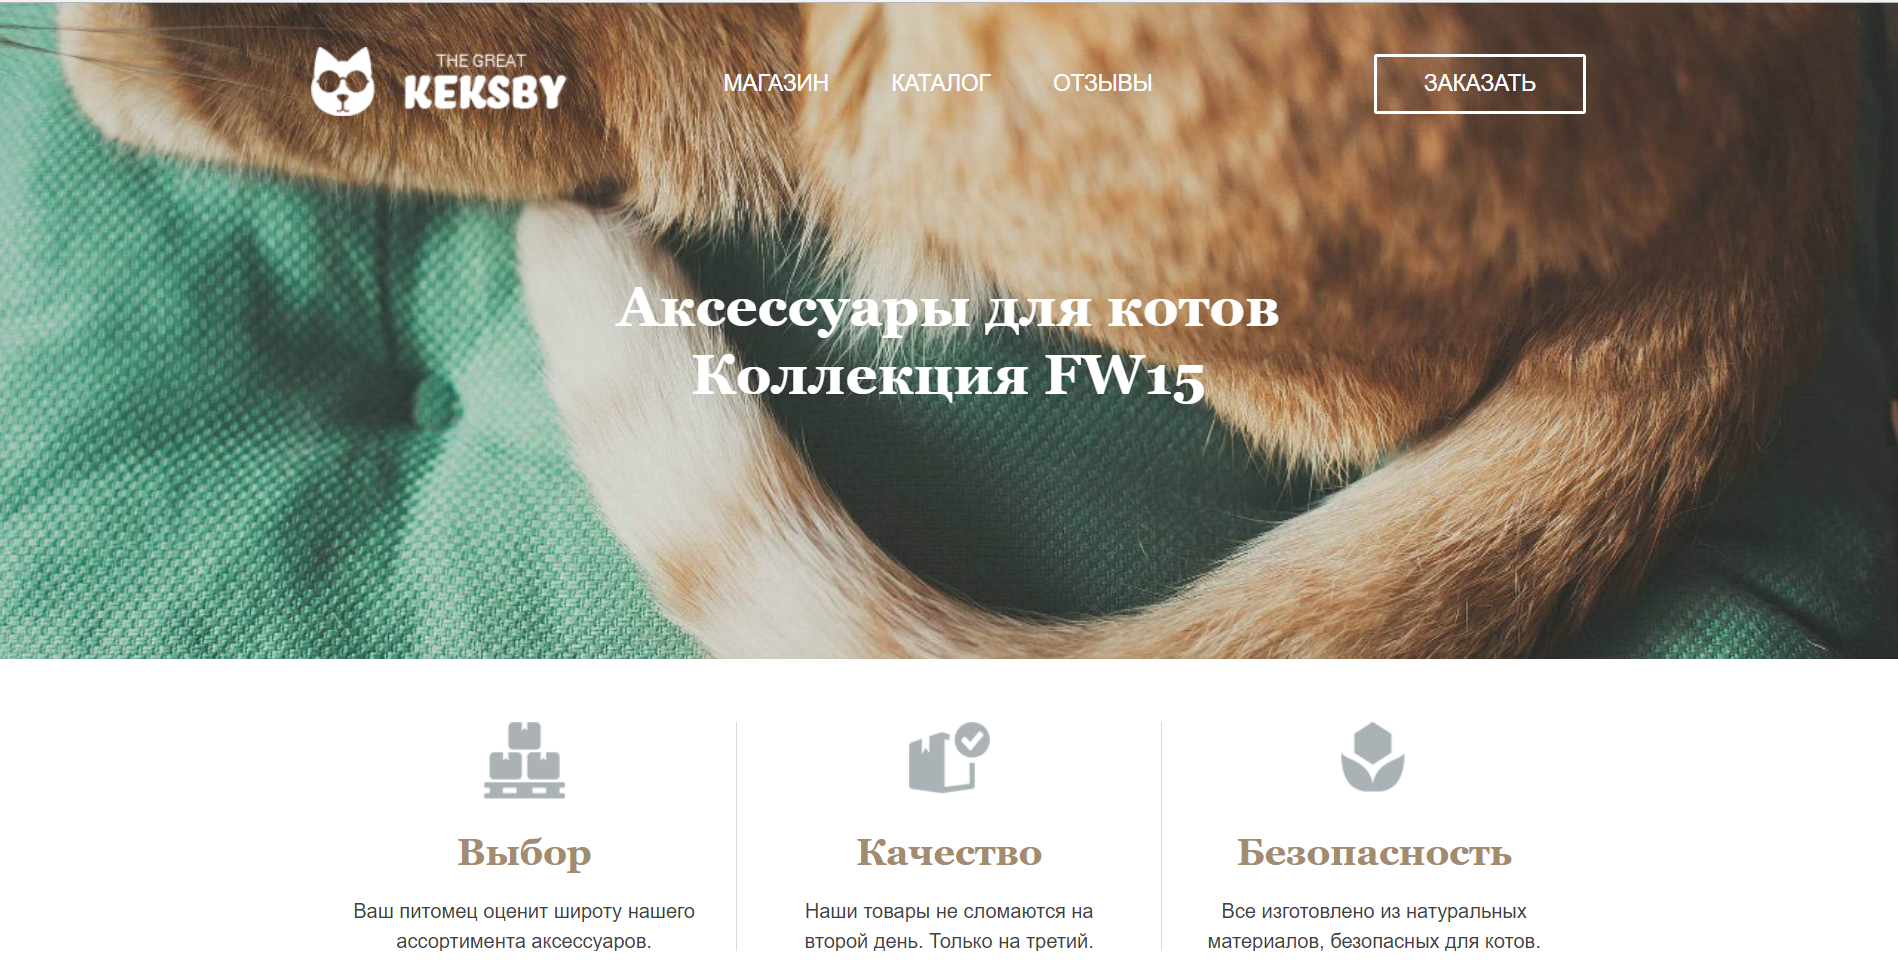 THE GREAT
KEKSBY
МАГАЗИН
КАТАЛОГ
ОТЗЫВЫ
ЗАКАЗАТЬ
Аксессуары для котов
Коллекция FW15
Выбор
Ваш питомец оценит широту нашего
ассортимента аксессуаров.
Качество
Наши товары не сломаются на
второй день. Только на третий.
Безопасность
Все изготовлено из натуральных
материалов, безопасных для котов.